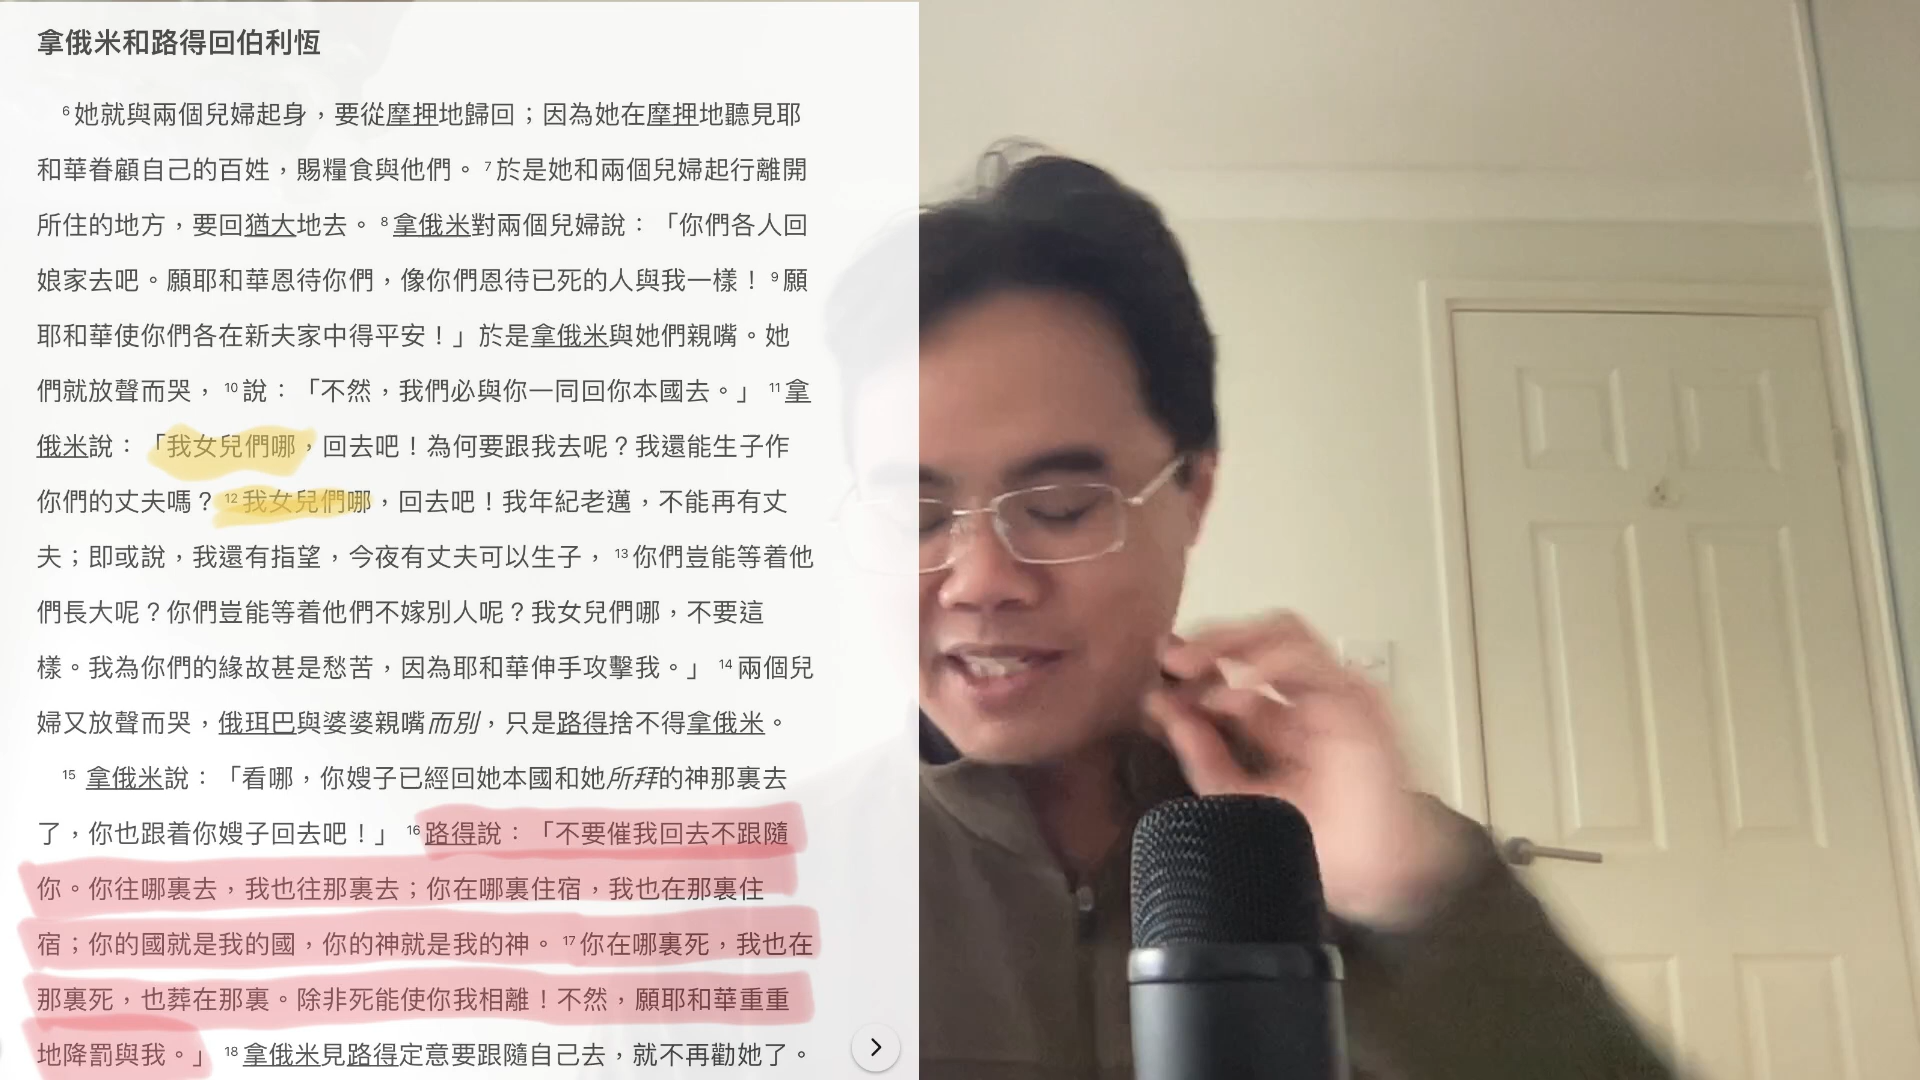 拿俄米和路得回伯利恆
6 她就與兩個兒婦起身，要從摩押地歸回；因為她在摩押地聽見耶
和華眷顧自己的百姓，賜糧食與他們。 7 於是她和兩個兒婦起行離開
所住的地方，要回猶大地去。 8 拿俄米對兩個兒婦說：「你們各人回
娘家去吧。願耶和華恩待你們，像你們恩待已死的人與我一樣！ 9 願
耶和華使你們各在新夫家中得平安！」於是拿俄米與她們親嘴。她
們就放聲而哭， 10 說：「不然，我們必與你一同回你本國去。」 11 拿
俄米說：「我女兒們哪，回去吧！為何要跟我去呢？我還能生子作
你們的丈夫嗎？ 12 我女兒們哪，回去吧！我年紀老邁，不能再有丈
夫；即或說，我還有指望，今夜有丈夫可以生子， 13 你們豈能等着他
們長大呢？你們豈能等着他們不嫁別人呢？我女兒們哪，不要這
樣。我為你們的緣故甚是愁苦，因為耶和華伸手攻擊我。」 14 兩個兒
婦又放聲而哭，俄珥巴與婆婆親嘴而別，只是路得捨不得拿俄米。
15 拿俄米說：「看哪，你嫂子已經回她本國和她所拜的神那裏去
了，你也跟着你嫂子回去吧！」 16 路得說：「不要催我回去不跟隨
你。你往哪裏去，我也往那裏去；你在哪裏住宿，我也在那裏住
宿；你的國就是我的國，你的神就是我的神。 17 你在哪裏死，我也在
那裏死，也葬在那裏。除非死能使你我相離！不然，願耶和華重重
地降罰與我。」 18 拿俄米見路得定意要跟隨自己去，就不再勸她了。